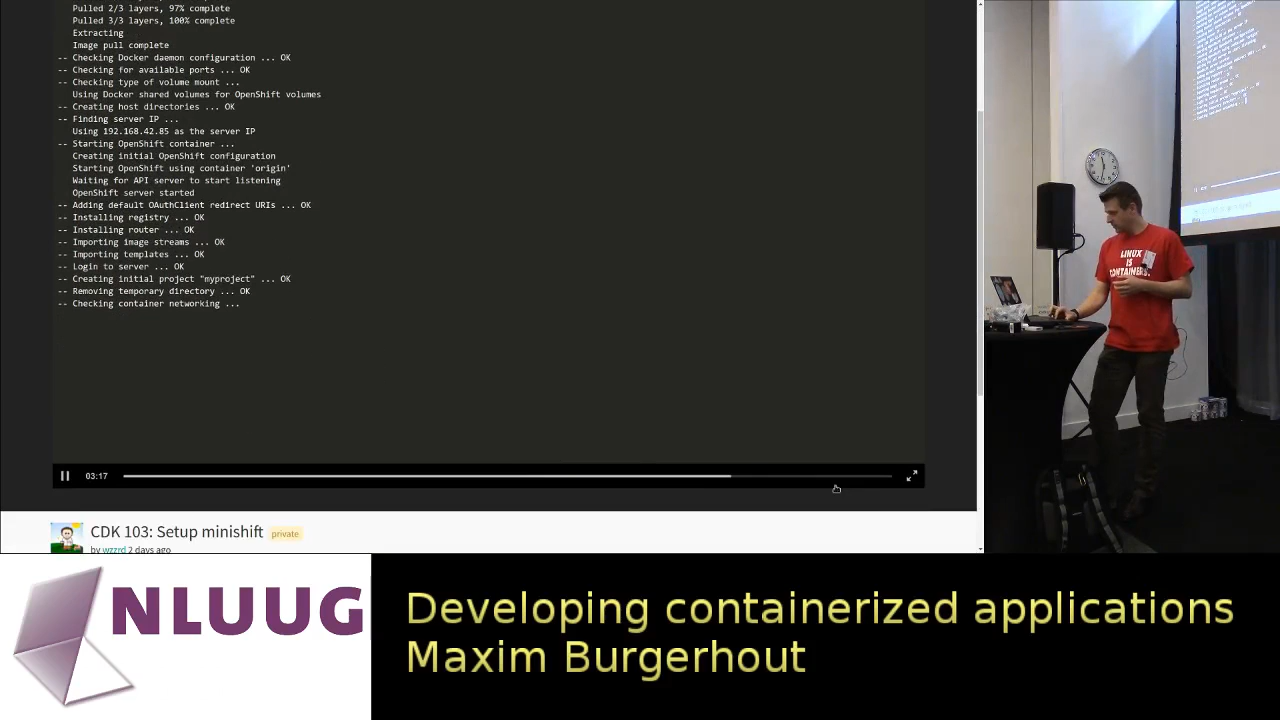 Pulled 2/3 layers, 97% complete
Pulled 3/3 layers, 100% complete
Extracting
Image pull complete
-- Checking Docker daemon configuration ... OK
-- Checking for available ports ... OK
-- Checking type of volume mount ...
Using Docker shared volumes for OpenShift volumes
-- Creating host directories ... OK
-- Finding server IP ...
Using 192.168.42.85 as the server IP
-- Starting OpenShift container ...
Creating initial OpenShift configuration
Starting OpenShift using container 'origin'
Waiting for API server to start listening
OpenShift server started
-- Adding default OAuthClient redirect URIs ... OK
-- Installing registry ... OK
-- Installing router ... OK
-- Importing image streams ... OK
-- Importing templates ... OK
-- Login to server ... OK
-- Creating initial project "myproject" ... OK
-- Removing temporary directory ... OK
-- Checking container networking ...
03:17
CDK 103: Setup minishift private
by wzzrd 2 days ago
LINUX
IS
CONTAINERS.
NLUUG
Developing containerized applications
Maxim Burgerhout